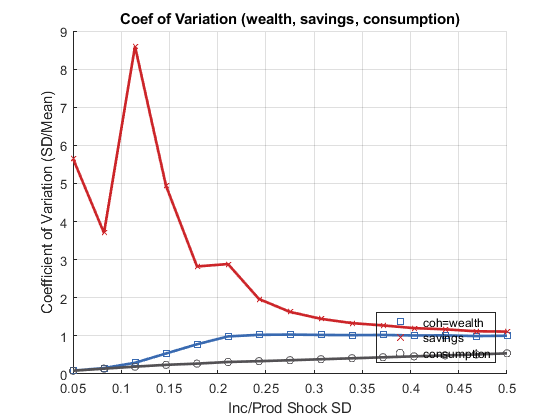 Coef of Variation (wealth, savings, consumption)
9
8
7
6
5
4
3
2
1
0
Coefficient of Variation (SD/Mean)
coh=wealth
savings
consumption
0.05 0.1 0.15 0.2 0.25 0.3 0.35 0.4 0.45 0.5
Inc/Prod Shock SD